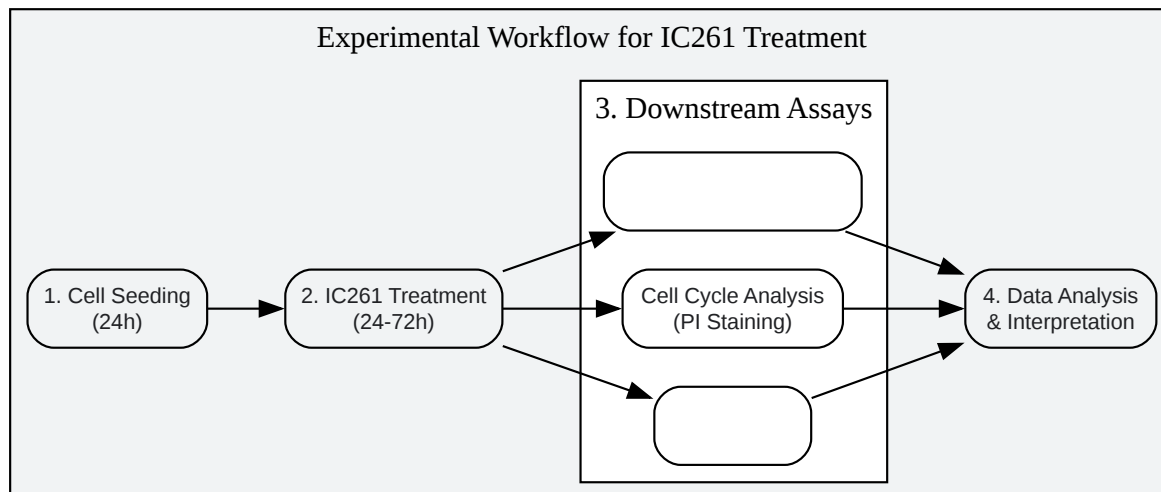 Experimental Workflow for IC261 Treatment
3. Downstream Assays
1. Cell Seeding
(24h)
2. IC261 Treatment
(24-72h)
Cell Cycle Analysis
(PI Staining)
4. Data Analysis
& Interpretation